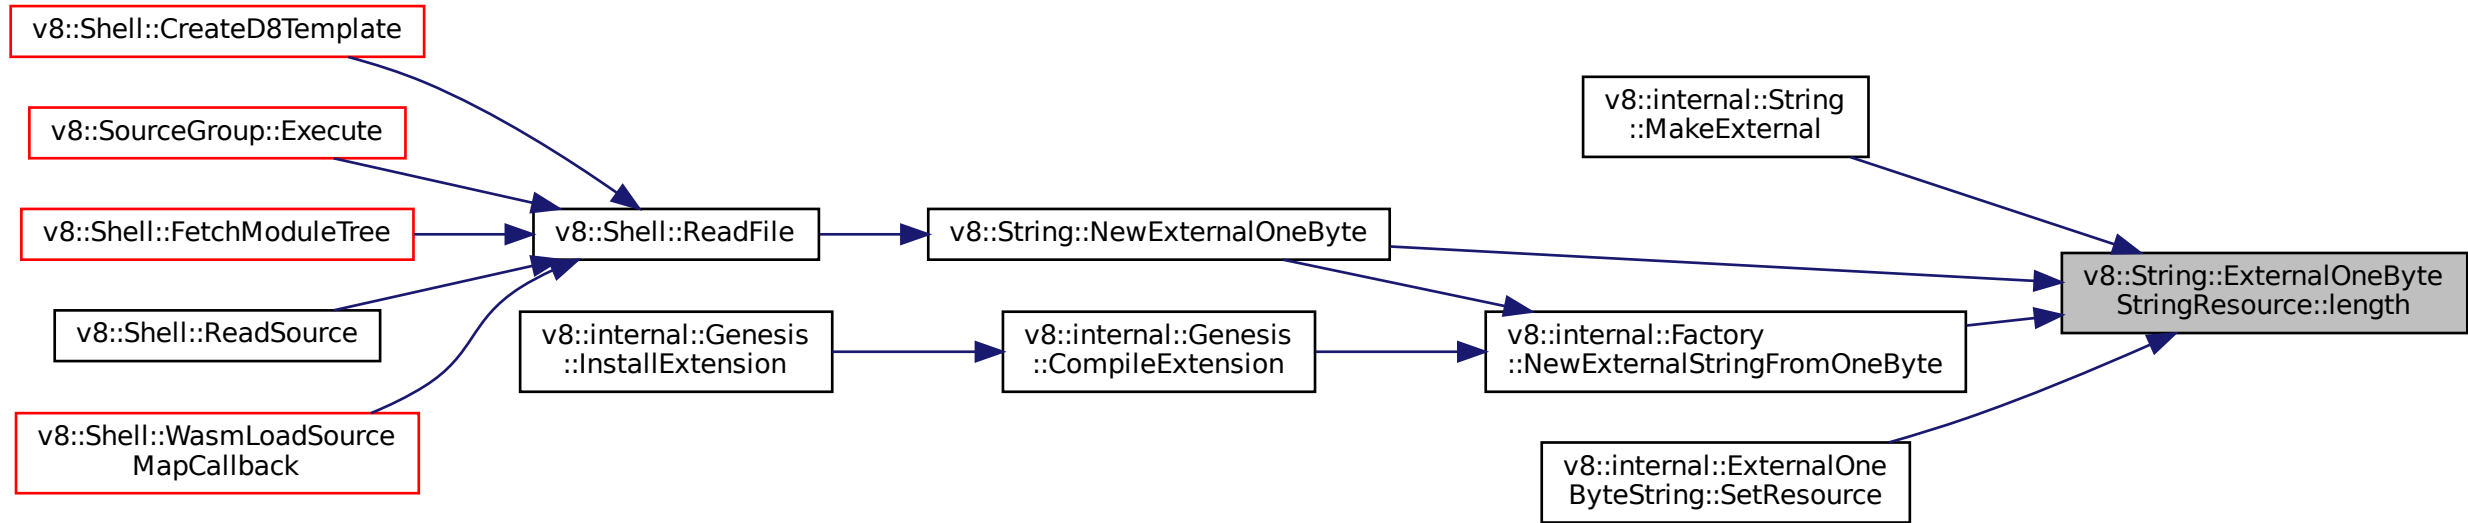 v8::Shell::CreateD8Template
v8::SourceGroup::Execute
v8::Shell::FetchModuleTree
v8::Shell::ReadSource
v8::Shell::WasmLoadSource
MapCallback
v8::Shell::ReadFile
v8::internal::Genesis
::InstallExtension
v8::String::NewExternalOneByte
v8::internal::Genesis
::CompileExtension
v8::internal::String
::MakeExternal
v8::internal::Factory
::NewExternalStringFromOneByte
v8::internal::ExternalOne
ByteString::SetResource
v8::String::ExternalOneByte
StringResource::length